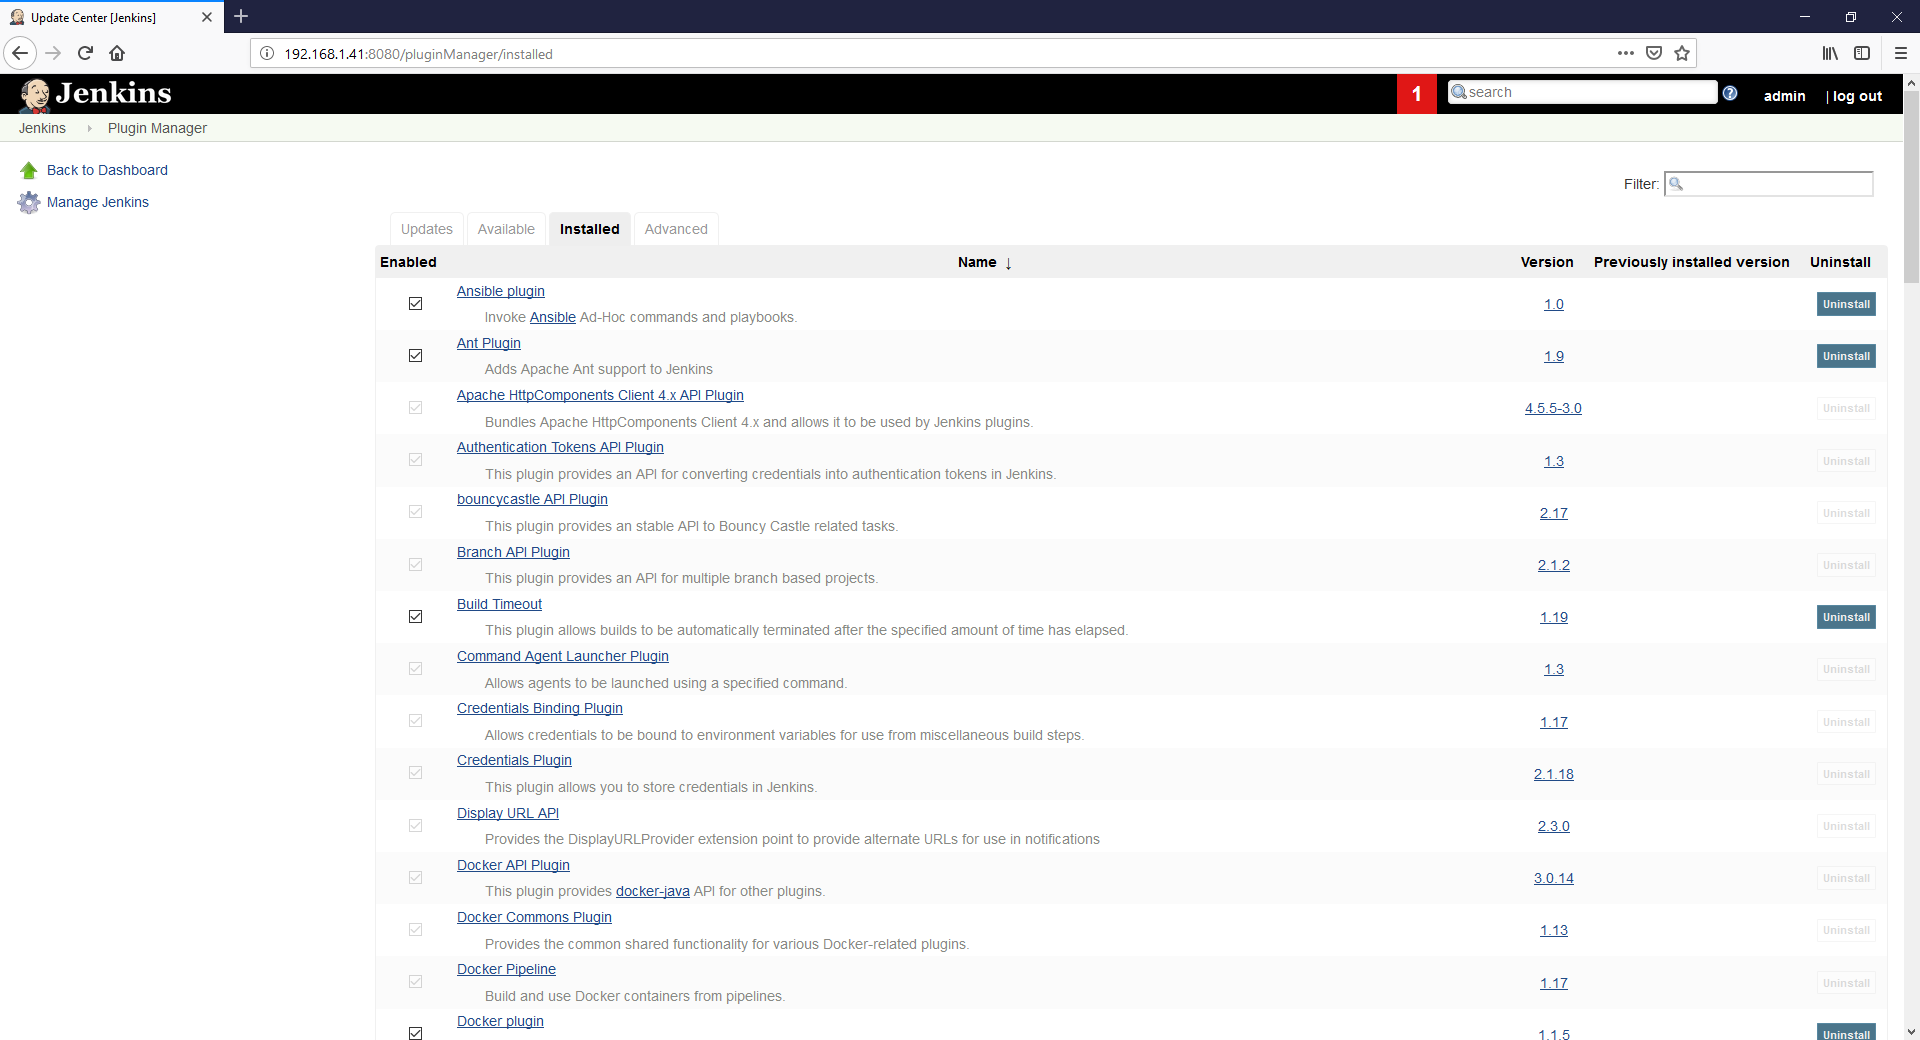 Update Center [Jenkins]
192.168.1.41:8080/pluginManager/installed
Jenkins
1
search
admin
| log out
Jenkins
Plugin Manager
Back to Dashboard
Manage Jenkins
Filter:
Updates
Available
Installed
Advanced
Enabled Name ↓ Version Previously installed version Uninstall
Ansible plugin
Invoke Ansible Ad-Hoc commands and playbooks.
1.0
Uninstall
Ant Plugin
Adds Apache Ant support to Jenkins
1.9
Uninstall
Apache HttpComponents Client 4.x API Plugin
Bundles Apache HttpComponents Client 4.x and allows it to be used by Jenkins plugins.
4.5.5-3.0
Uninstall
Authentication Tokens API Plugin
This plugin provides an API for converting credentials into authentication tokens in Jenkins.
1.3
Uninstall
bouncycastle API Plugin
This plugin provides an stable API to Bouncy Castle related tasks.
2.17
Uninstall
Branch API Plugin
This plugin provides an API for multiple branch based projects.
2.1.2
Uninstall
Build Timeout
This plugin allows builds to be automatically terminated after the specified amount of time has elapsed.
1.19
Uninstall
Command Agent Launcher Plugin
Allows agents to be launched using a specified command.
1.3
Uninstall
Credentials Binding Plugin
Allows credentials to be bound to environment variables for use from miscellaneous build steps.
1.17
Uninstall
Credentials Plugin
This plugin allows you to store credentials in Jenkins.
2.1.18
Uninstall
Display URL API
Provides the DisplayURLProvider extension point to provide alternate URLs for use in notifications
2.3.0
Uninstall
Docker API Plugin
This plugin provides docker-java API for other plugins.
3.0.14
Uninstall
Docker Commons Plugin
Provides the common shared functionality for various Docker-related plugins.
1.13
Uninstall
Docker Pipeline
Build and use Docker containers from pipelines.
1.17
Uninstall
Docker plugin
1.1.5
Uninstall